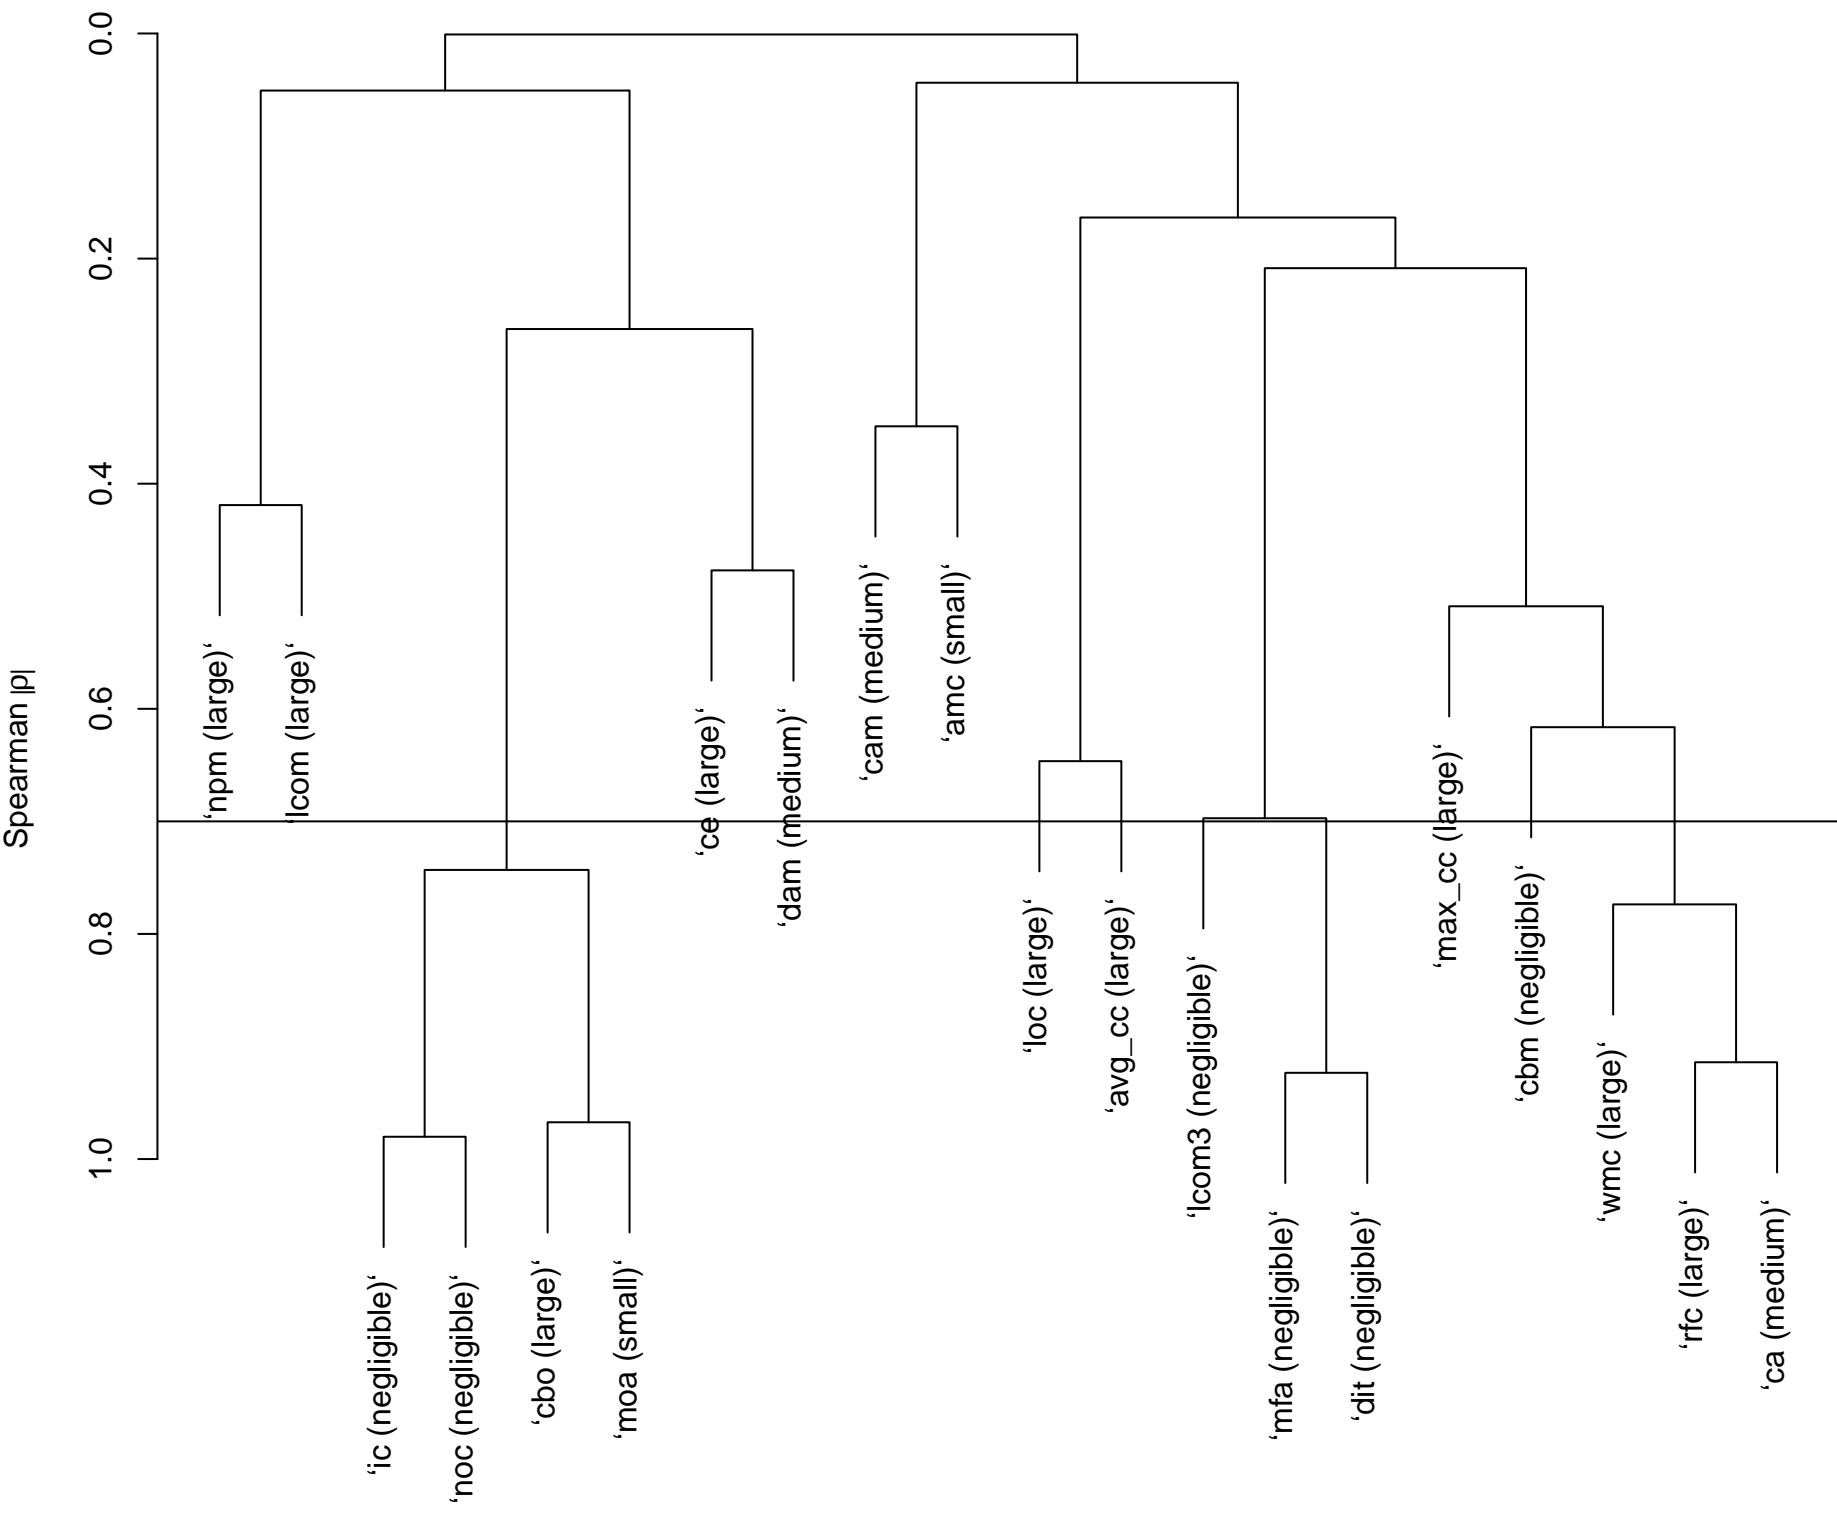 Spearman |ρ|
0.0
0.2
0.4
0.6
0.8
1.0
‘npm (large)‘
‘lcom (large)‘
‘ic (negligible)‘
‘noc (negligible)‘
‘cbo (large)‘
‘moa (small)‘
‘ce (large)‘
‘dam (medium)‘
‘cam (medium)‘
‘amc (small)‘
‘loc (large)‘
‘avg_cc (large)‘
‘lcom3 (negligible)‘
‘mfa (negligible)‘
‘dit (negligible)‘
‘max_cc (large)‘
‘cbm (negligible)‘
‘wmc (large)‘
‘rfc (large)‘
‘ca (medium)‘